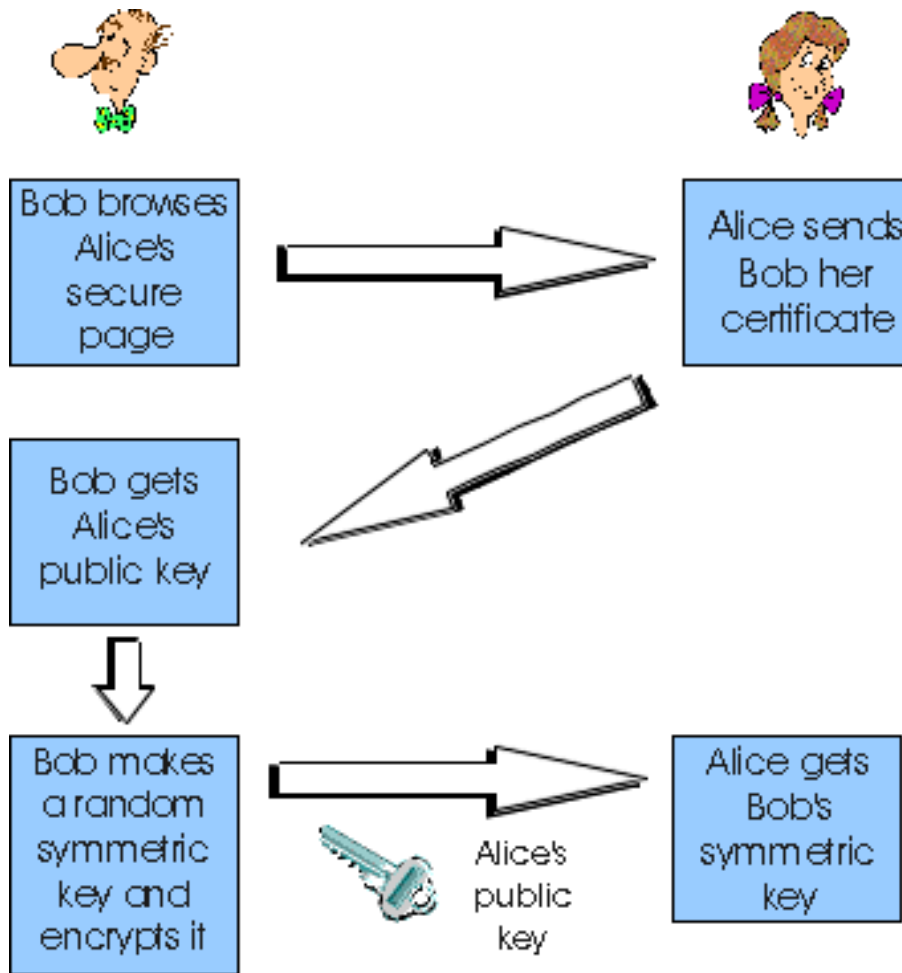 Bob browses
Alice's
secure
page
Alice sends
Bob her
certificate
Bob gets
Alice's
public key
Bob makes
a random
symmetric
key and
encrypts it
Alice's
public
key
Alice gets
Bob's
symmetric
key